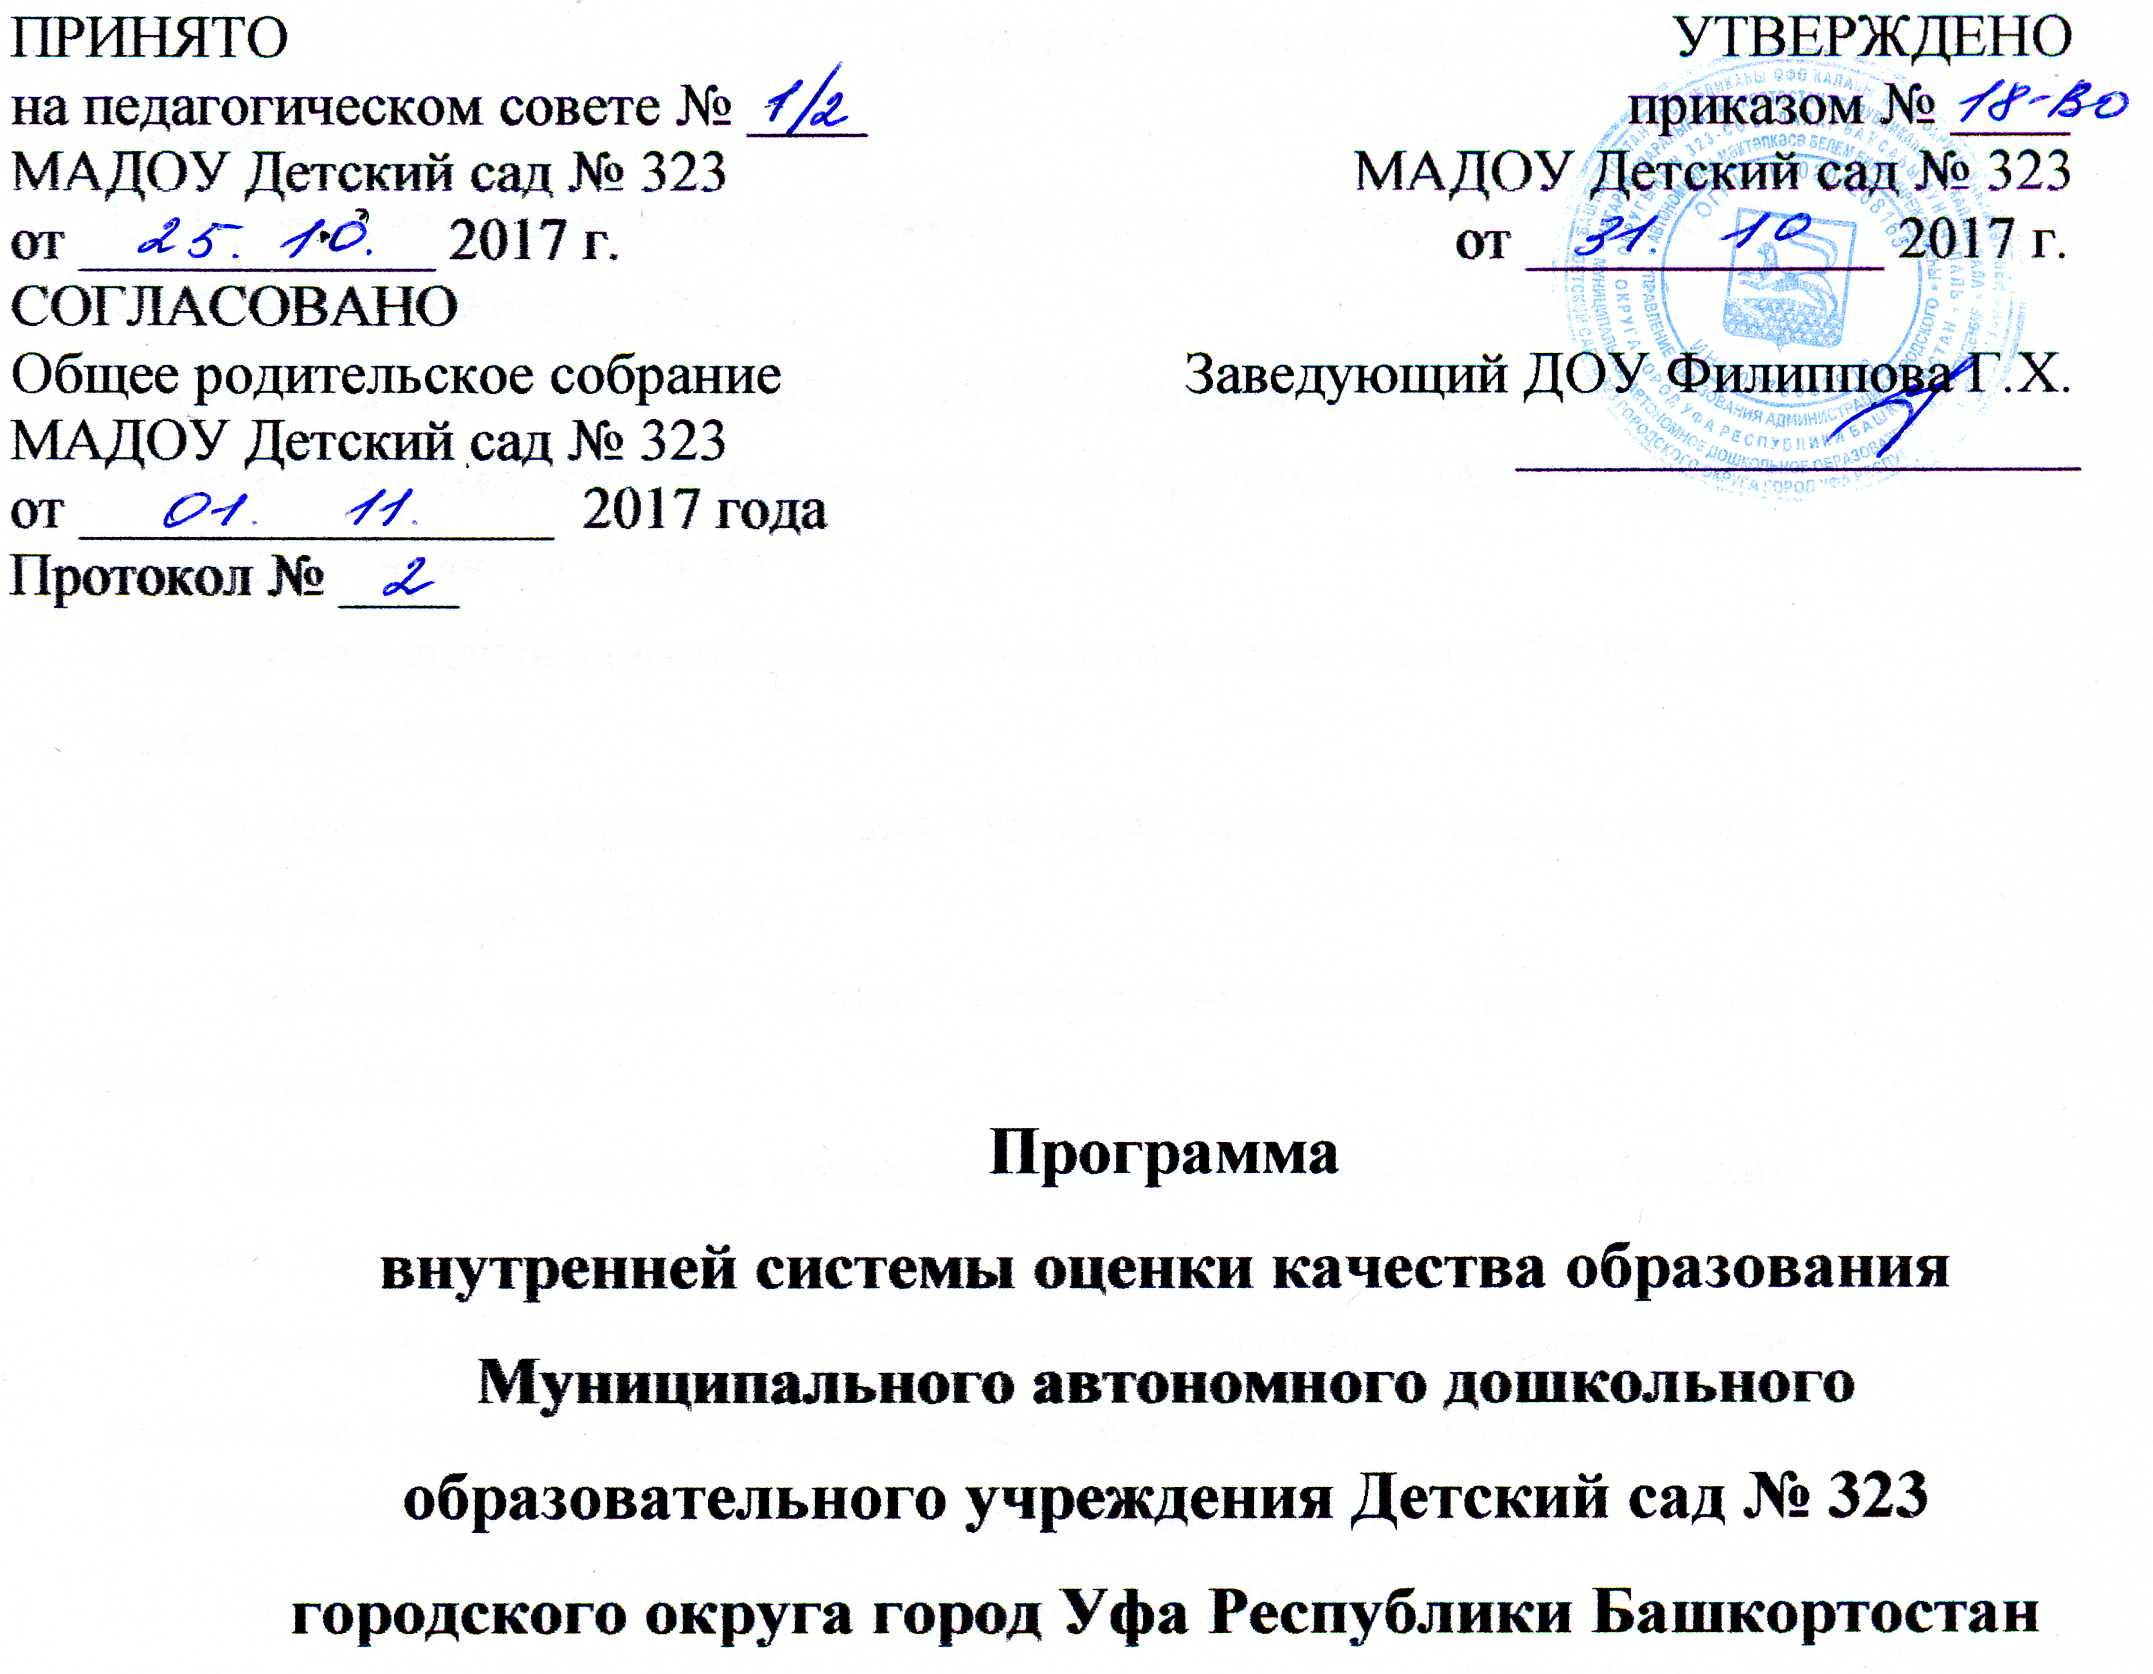 ПРИНЯТО
на педагогическом совете № 1/2
МАДОУ Детский сад № 323
от 25. 10. 2017 г.
СОГЛАСОВАНО
Общее родительское собрание
МАДОУ Детский сад № 323
от 01. 11. 2017 года
Протокол № 2
УТВЕРЖДЕНО
приказом № 18-ВО
МАДОУ Детский сад № 323
от 31. 10 2017 г.
Заведующий ДОУ Филиппова Г.Х.
Программа
внутренней системы оценки качества образования
Муниципального автономного дошкольного
образовательного учреждения Детский сад № 323
городского округа город Уфа Республики Башкортостан